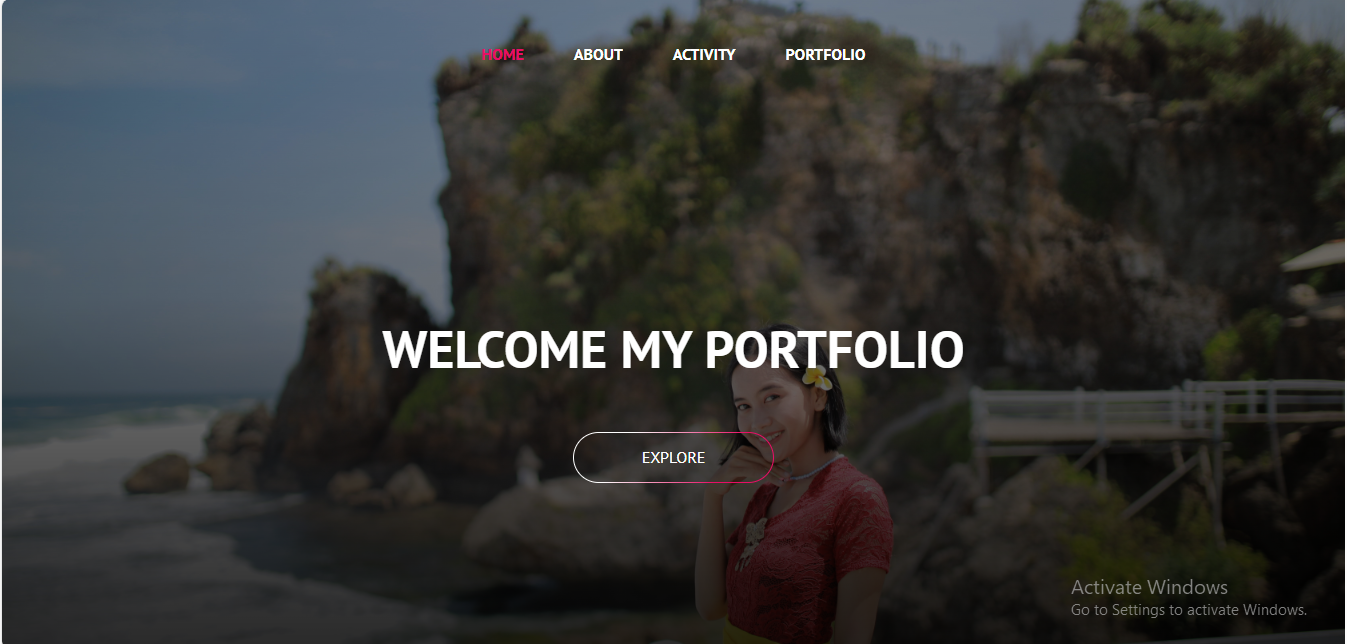 HOME ABOUT ACTIVITY PORTFOLIO
WELCOME MY PORTFOLIO
EXPLORE
Activate Windows
Go to Settings to activate Windows.